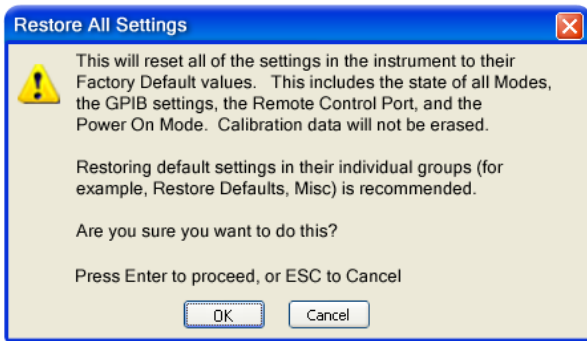 Restore All Settings
This will reset all of the settings in the instrument to their
Factory Default values. This includes the state of all Modes,
the GPIB settings, the Remote Control Port, and the
Power On Mode. Calibration data will not be erased.
Restoring default settings in their individual groups (for
example, Restore Defaults, Misc) is recommended.
Are you sure you want to do this?
Press Enter to proceed, or ESC to Cancel
OK Cancel